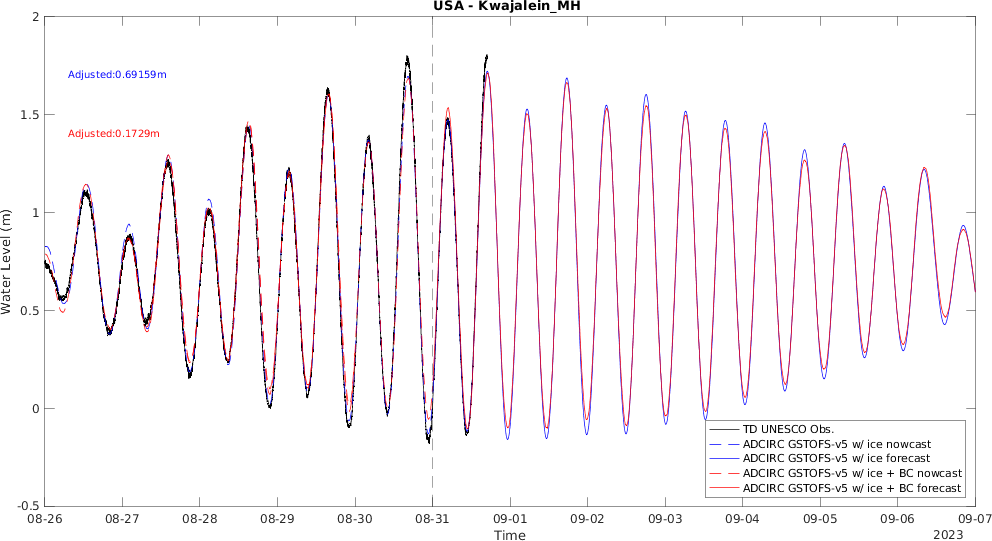 USA - Kwajalein_MH
2
Adjusted:0.69159m
1.5
Adjusted:0.1729m
1
Water Level (m)
0.5
0
-0.5
TD UNESCO Obs.
ADCIRC GSTOFS-v5 w/ ice nowcast
ADCIRC GSTOFS-v5 w/ ice forecast
ADCIRC GSTOFS-v5 w/ ice + BC nowcast
ADCIRC GSTOFS-v5 w/ ice + BC forecast
08-26 08-27 08-28 08-29 08-30 08-31 09-01 09-02 09-03 09-04 09-05 09-06 09-07
Time
2023